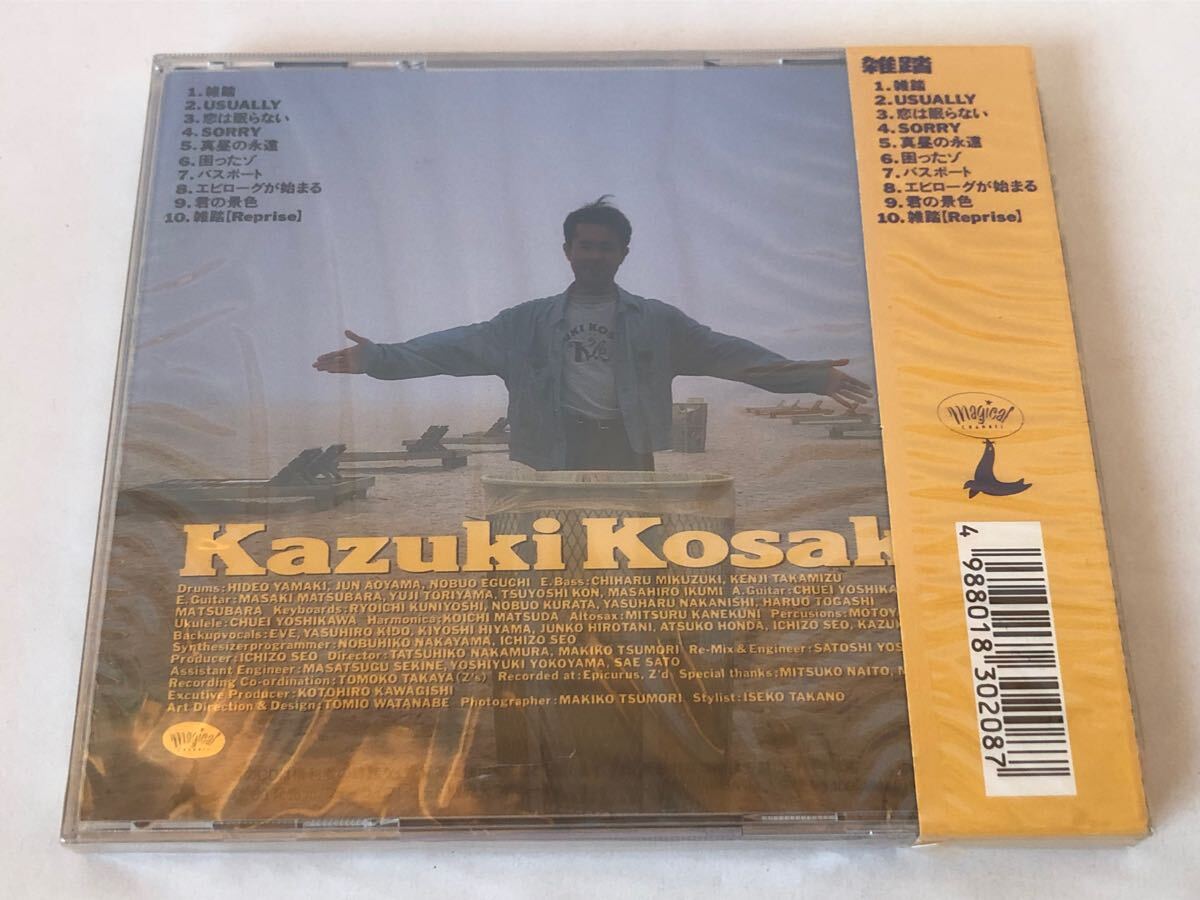 1.雑踏
2.USUALLY
3.恋は眠らない
4.SORRY
5.真昼の永遠
6.困ったゾ
7.パスポート
8.エピローグが始まる
9.君の景色
10.雑踏【Reprise】
UKI KOS
Kazuki Kosak
Drums:HIDEO YAMAKI, JUN AOYAMA, NOBUO EGUCHI E.Bass:CHIHARU MIKUZUKI, KENJI TAKAMIZU
E.Guitar:MASAKI MATSUBARA, YUJI TORIYAMA, TSUYOSHI KON, MASAHIRO IKUMI A.Guitar:CHUEI YOSHIKA
MATSUBARA Keyboards:RYOICHI KUNIYOSHI, NOBUO KURATA, YASUHARU NAKANISHI, HARUO TOGASHI
Ukulele:CHUEI YOSHIKAWA Harmonica:KOICHI MATSUDA Altosax:MITSURU KANEKUNI Percussions:MOTOY
Backupvocals:EVE, YASUHIRO KIDO, KIYOSHI HIYAMA, JUNKO HIROTANI, ATSUKO HONDA, ICHIZO SEO, KAZUK
Synthesizerprogrammer:NOBUHIKO NAKAYAMA, ICHIZO SEO
Producer:ICHIZO SEO Director:TATSUHIKO NAKAMURA, MAKIKO TSUMORI Re-Mix & Engineer:SATOSHI YOS
Assistant Engineer:MASATSUGU SEKINE, YOSHIYUKI YOKOYAMA, SAE SATO
Recording Co-ordination:TOMOKO TAKAYA(Z's) Recorded at:Epicurus, Z'd Special thanks:MITSUKO NAITO, N
Excutive Producer:KOTOHIRO KAWAGISHI
Art Direction & Design:TOMIO WATANABE Photographer:MAKIKO TSUMORI Stylist:ISEKO TAKANO
Magical
雑踏
1.雑踏
2.USUALLY
3.恋は眠らない
4.SORRY
5.真昼の永遠
6.困ったゾ
7.パスポート
8.エピローグが始まる
9.君の景色
10.雑踏【Reprise】
Magical
CHANNEL
4 988018 302087